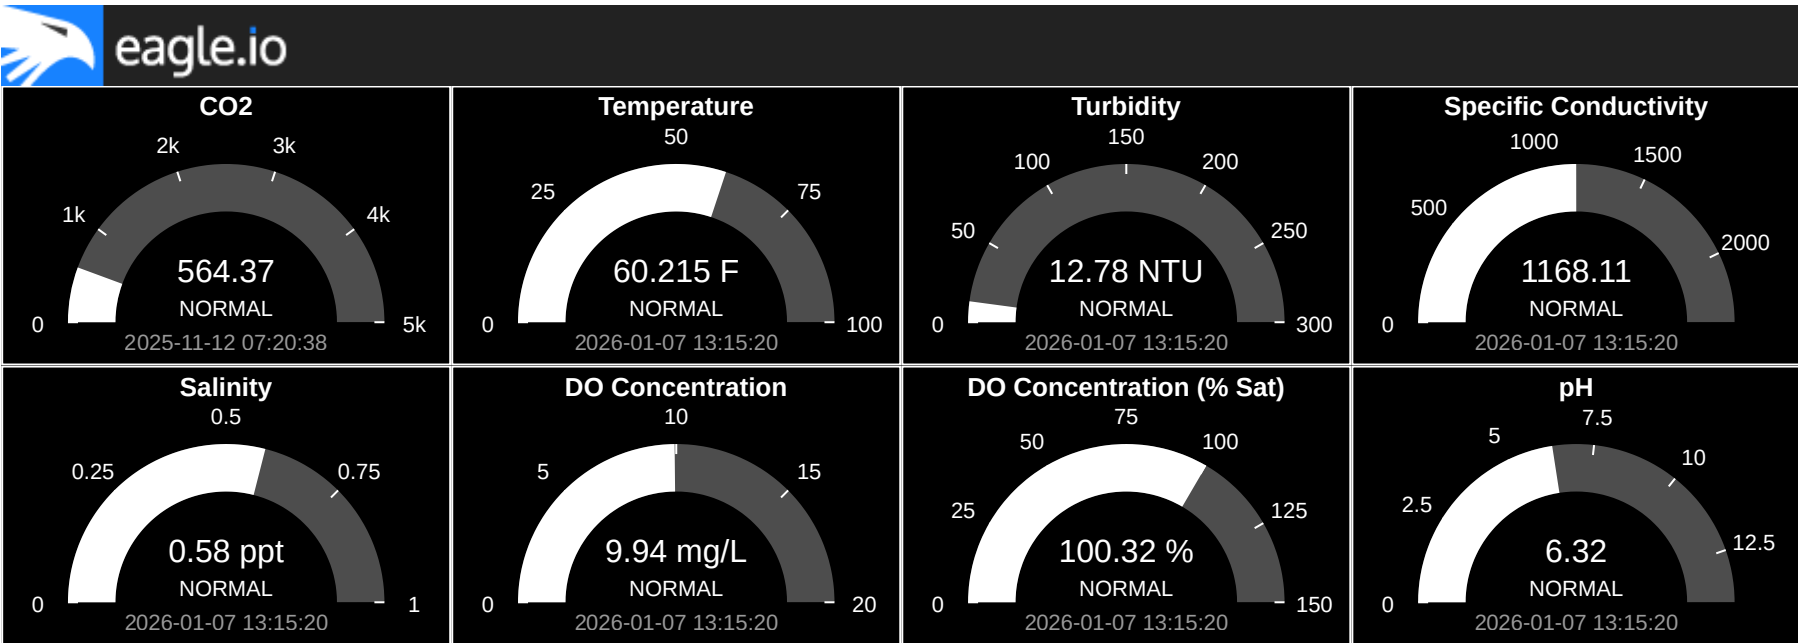 eagle.io
CO2
2k
3k
1k
4k
564.37
NORMAL
0
5k
2025-11-12 07:20:38
Temperature
50
25
75
60.215 F
NORMAL
0
100
2026-01-07 13:15:20
Turbidity
150
100
200
50
250
12.78 NTU
NORMAL
0
300
2026-01-07 13:15:20
Specific Conductivity
1000
1500
500
2000
1168.11
NORMAL
0
2026-01-07 13:15:20
Salinity
0.5
0.25
0.75
0.58 ppt
NORMAL
0
1
2026-01-07 13:15:20
DO Concentration
10
5
15
9.94 mg/L
NORMAL
0
20
2026-01-07 13:15:20
DO Concentration (% Sat)
75
50
100
25
125
100.32 %
NORMAL
0
150
2026-01-07 13:15:20
pH
7.5
5
10
2.5
12.5
6.32
NORMAL
0
2026-01-07 13:15:20